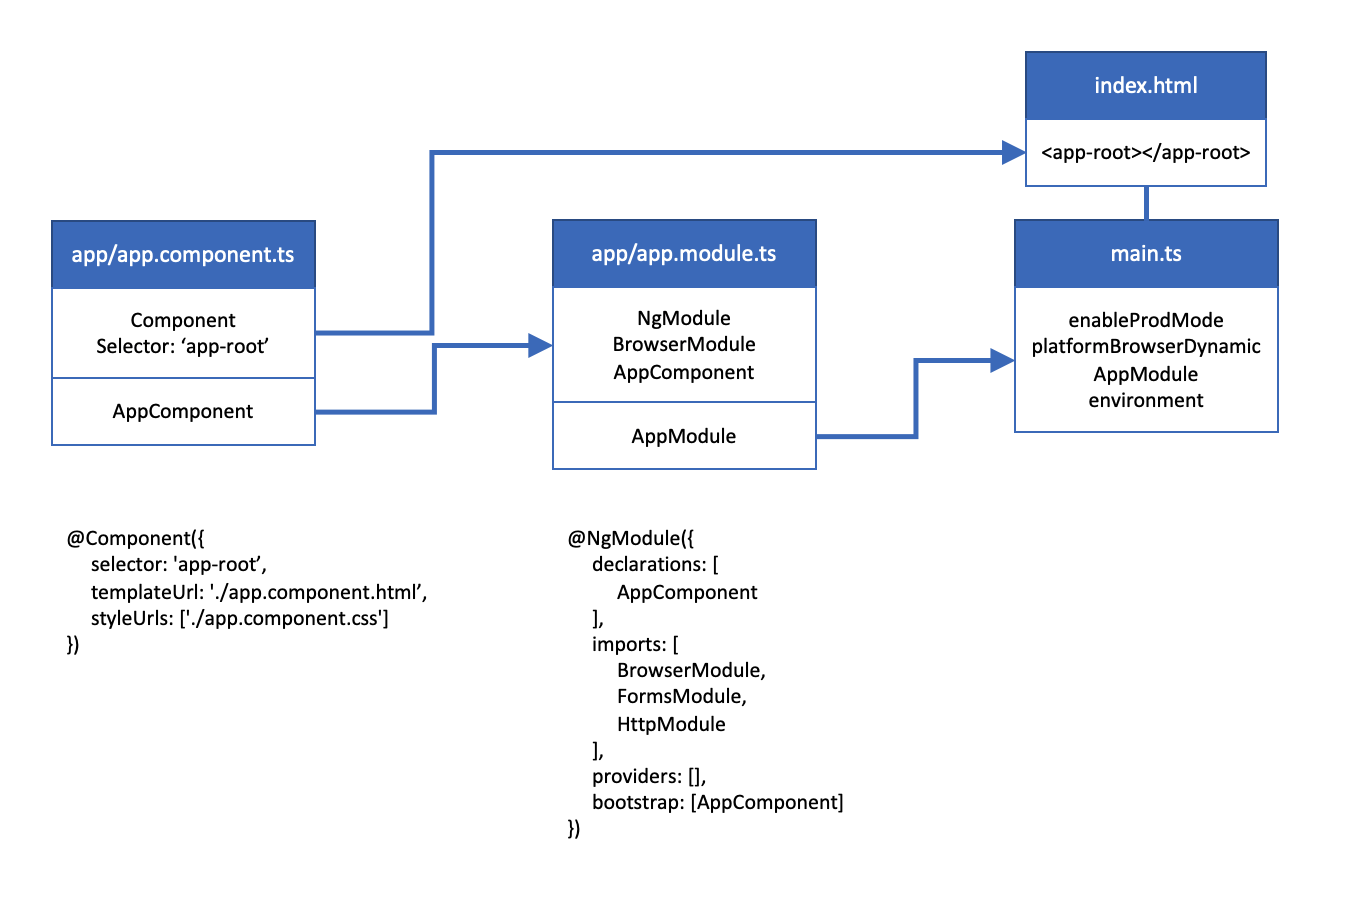 index.html
<app-root></app-root>
app/app.component.ts
Component
Selector: ‘app-root’
AppComponent
app/app.module.ts
NgModule
BrowserModule
AppComponent
AppModule
main.ts
enableProdMode
platformBrowserDynamic
AppModule
environment
@Component({
selector: 'app-root’,
templateUrl: './app.component.html’,
styleUrls: ['./app.component.css']
})
@NgModule({
declarations: [
AppComponent
],
imports: [
BrowserModule,
FormsModule,
HttpModule
],
providers: [],
bootstrap: [AppComponent]
})